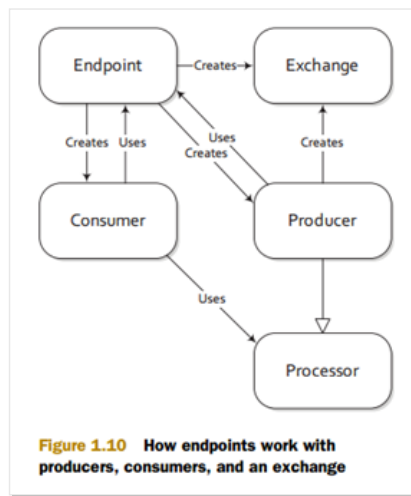 Endpoint
Creates
Exchange
Creates
Uses
Uses
Creates
Creates
Consumer
Producer
Uses
Processor
Figure 1.10 How endpoints work with
producers, consumers, and an exchange